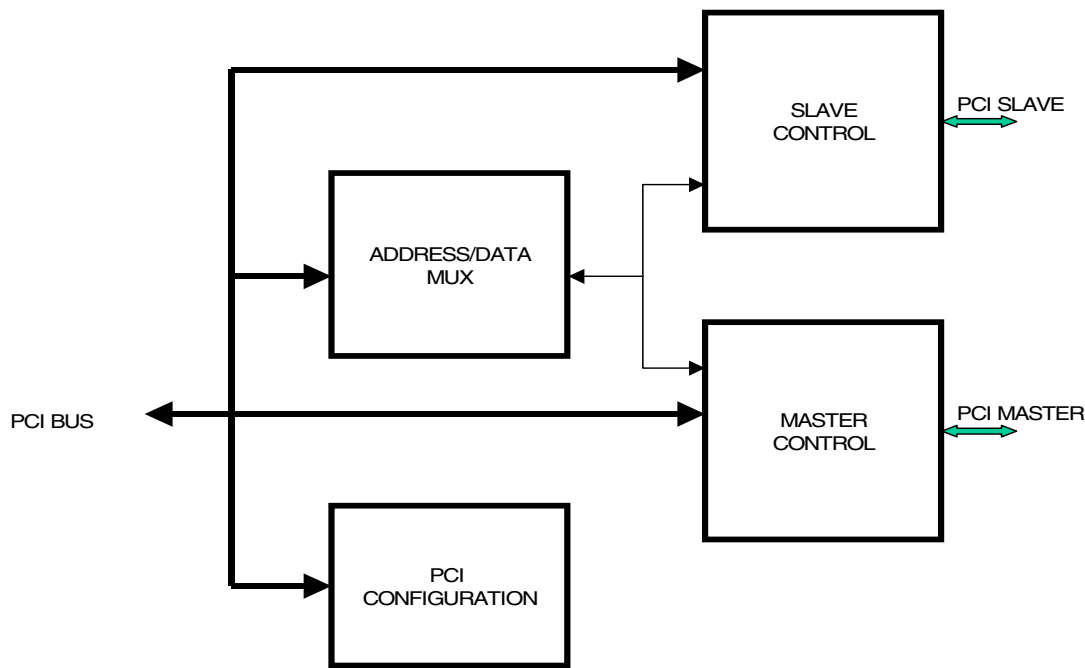 SLAVE
CONTROL
PCI SLAVE
ADDRESS/DATA
MUX
PCI BUS
MASTER
CONTROL
PCI MASTER
PCI
CONFIGURATION